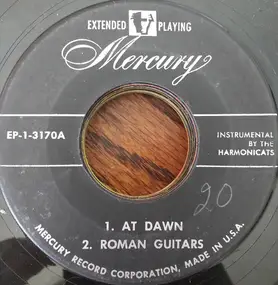 EXTENDED PLAYING
Mercury
EP-1-3170A
INSTRUMENTAL
BY THE
HARMONICATS
20
1. AT DAWN
2. ROMAN GUITARS
MERCURY RECORD CORPORATION, MADE IN U.S.A.